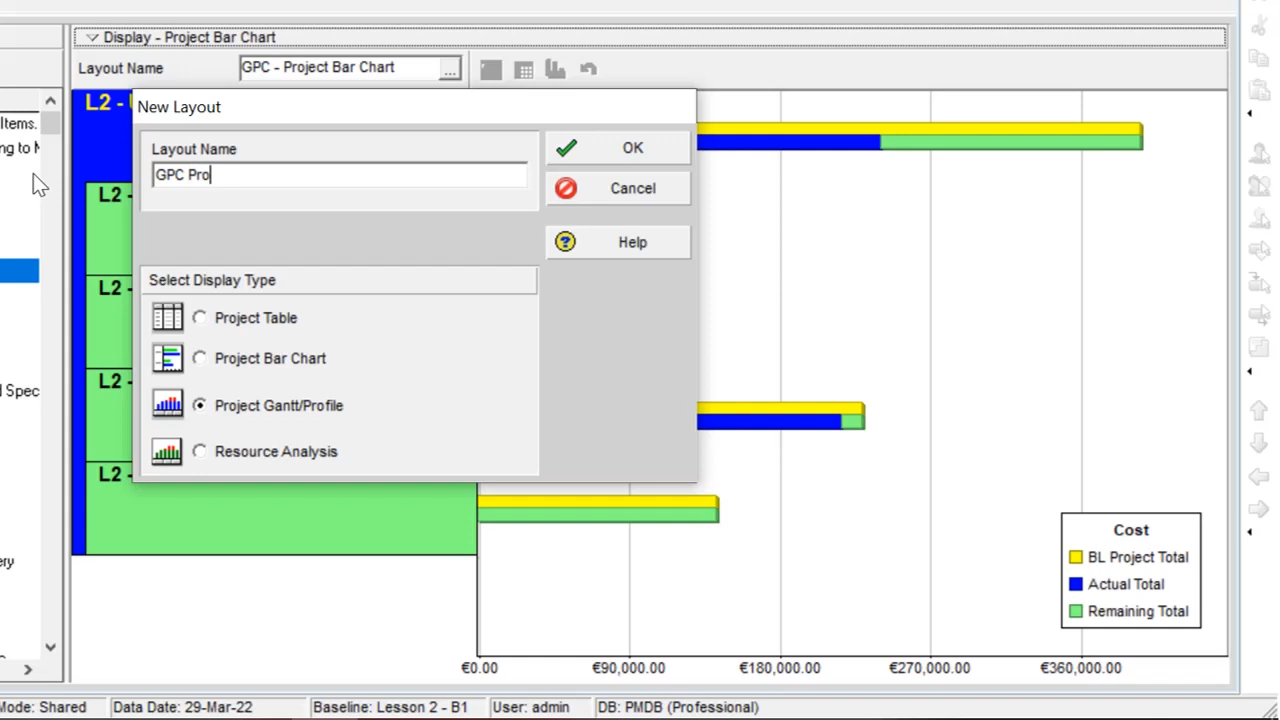 Display - Project Bar Chart
Layout Name
GPC - Project Bar Chart
...
L2 -
New Layout
Items.
Layout Name
OK
GPC Pro
Cancel
L2 -
Help
Select Display Type
L2 -
Project Table
Project Bar Chart
L2 -
Spec
Project Gantt/Profile
Resource Analysis
L2 -
Cost
BL Project Total
Actual Total
Remaining Total
€0.00
€90,000.00
€180,000.00
€270,000.00
€360,000.00
Mode: Shared
Data Date: 29-Mar-22
Baseline: Lesson 2 - B1
User: admin
DB: PMDB (Professional)